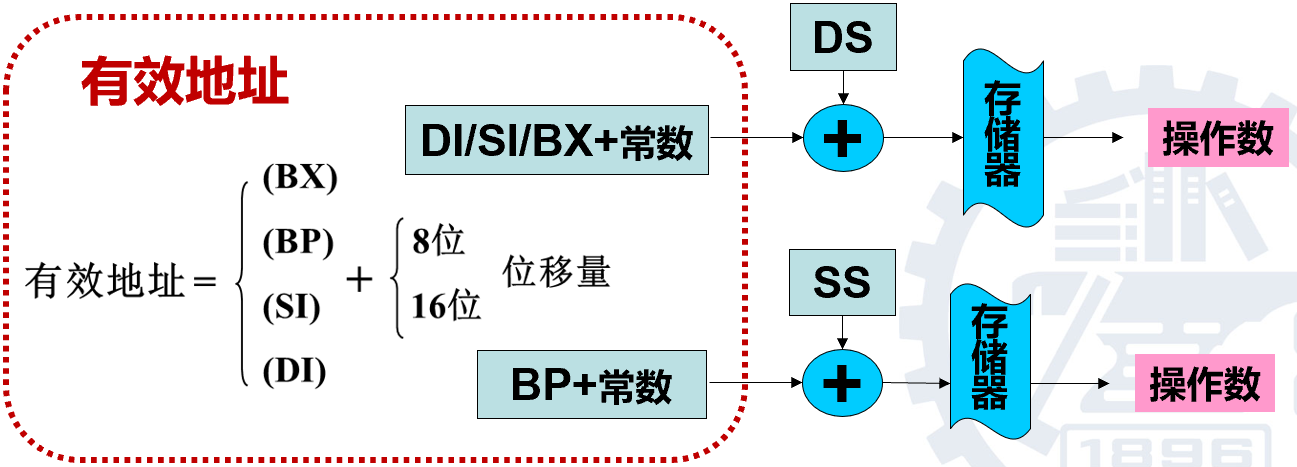 有效地址
有效地址=
(BX)
(BP)
(SI)
(DI)
+
8位
16位
位移量
DI/SI/BX+常数
DS
+
存储器
操作数
BP+常数
SS
+
存储器
操作数
1896